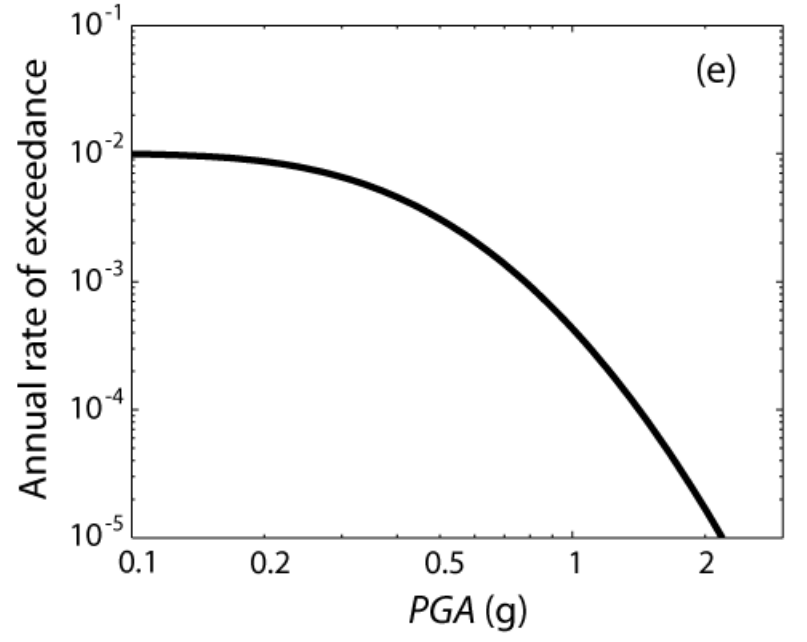 (e)
Annual rate of exceedance
10-1
10-2
10-3
10-4
10-5
0.1 0.2 0.5 1 2
PGA (g)